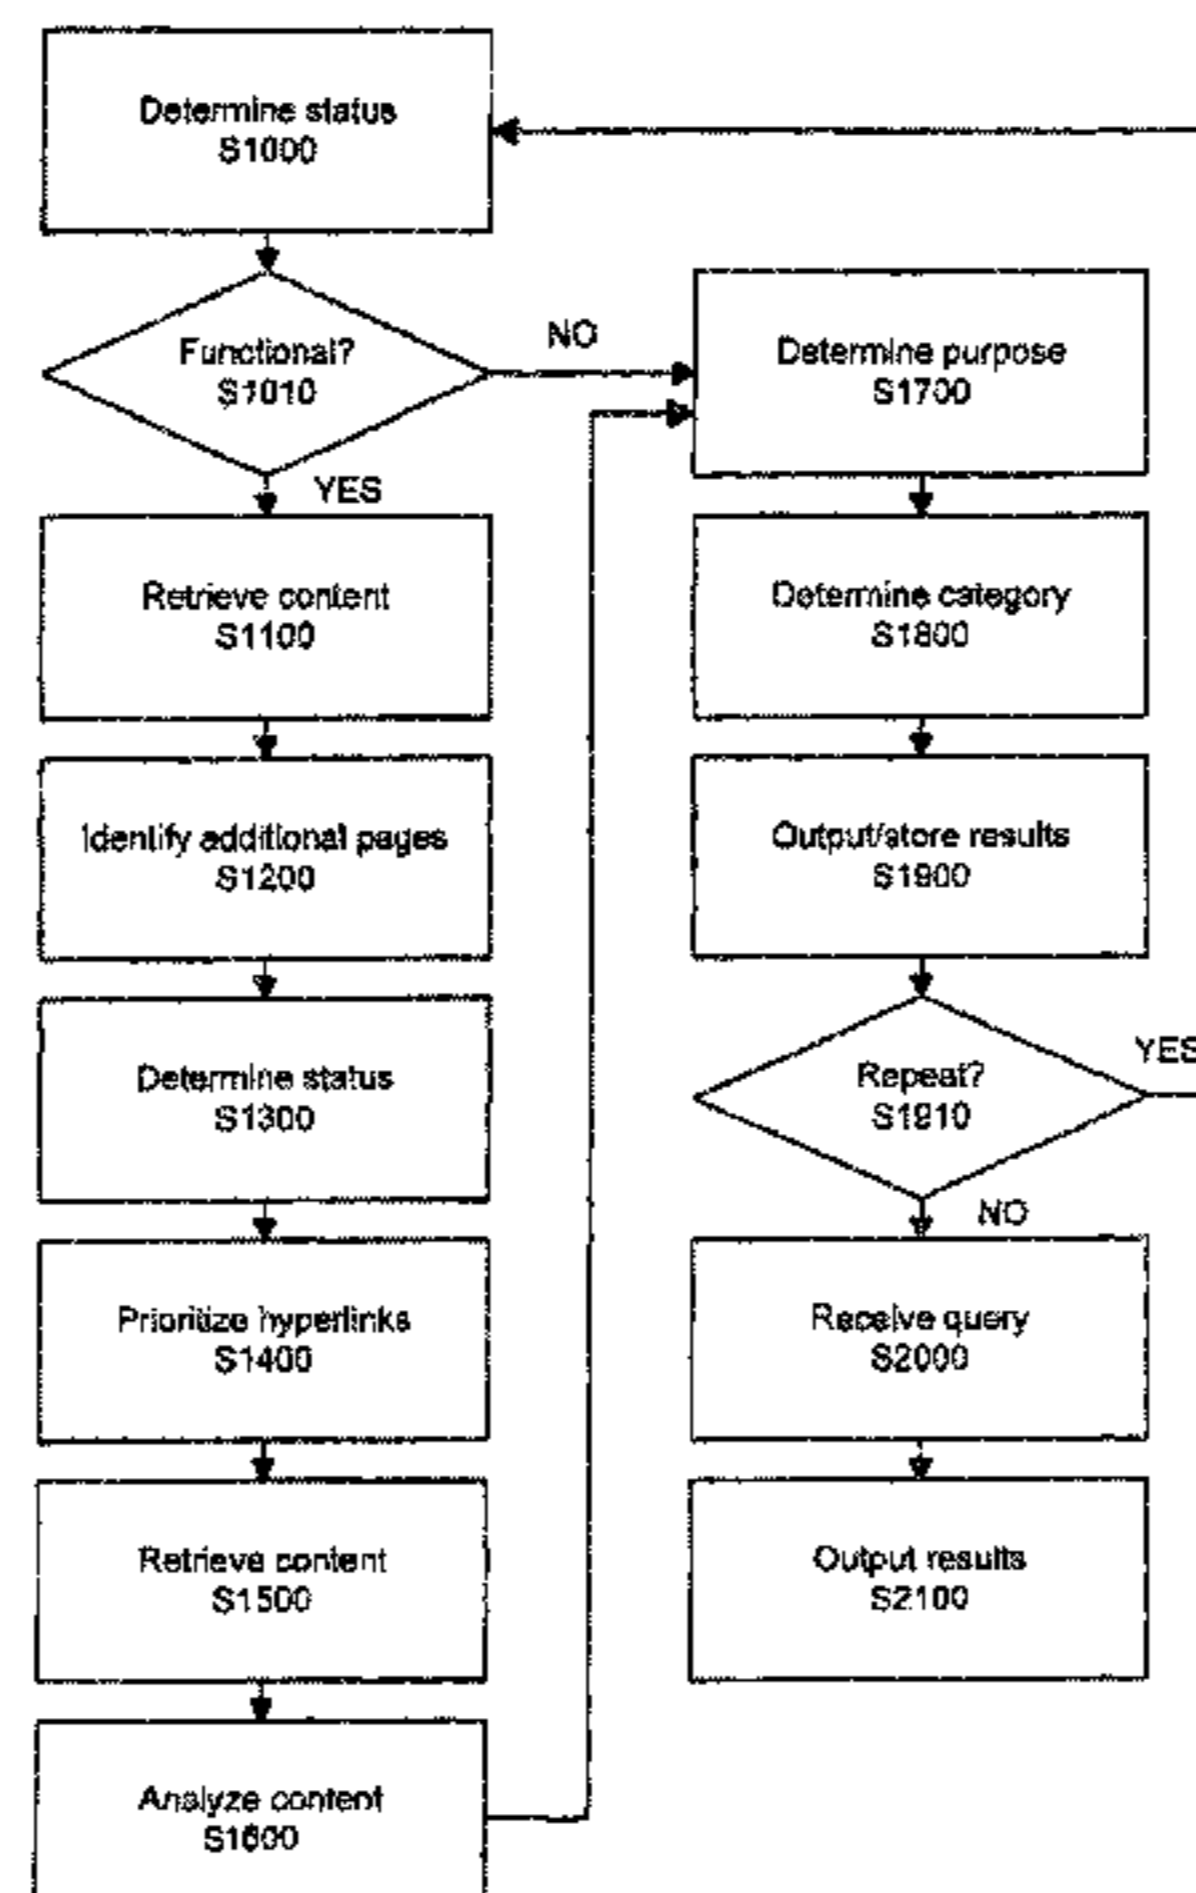 Determine status
S1000
Functional?
S1010
NO
YES
Retrieve content
S1100
Identify additional pages
S1200
Determine status
S1300
Prioritize hyperlinks
S1400
Retrieve content
S1500
Analyze content
S1600
Determine purpose
S1700
Determine category
S1800
Output/store results
S1900
Repeat?
S1910
YES
NO
Receive query
S2000
Output results
S2100